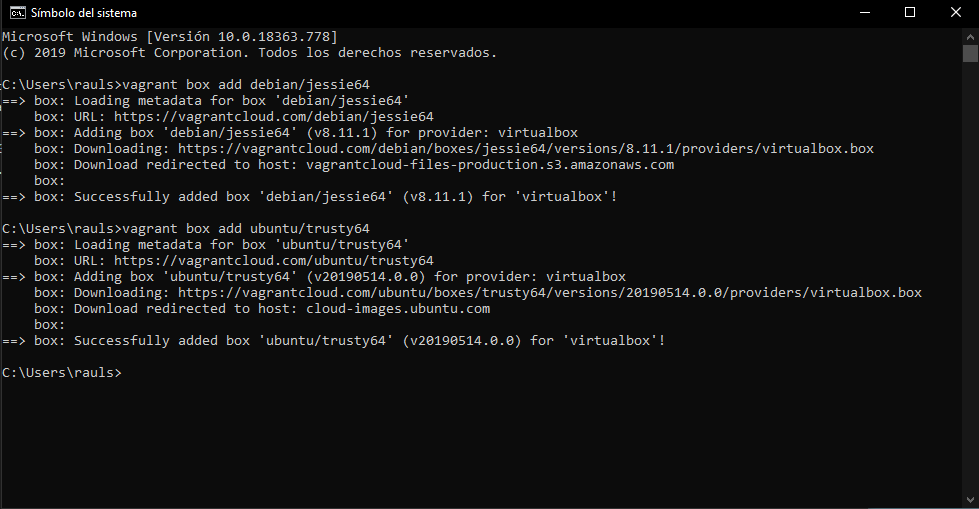 Símbolo del sistema
Microsoft Windows [Versión 10.0.18363.778]
(c) 2019 Microsoft Corporation. Todos los derechos reservados.
C:\Users\rauls>vagrant box add debian/jessie64
==> box: Loading metadata for box 'debian/jessie64'
    box: URL: https://vagrantcloud.com/debian/jessie64
==> box: Adding box 'debian/jessie64' (v8.11.1) for provider: virtualbox
    box: Downloading: https://vagrantcloud.com/debian/boxes/jessie64/versions/8.11.1/providers/virtualbox.box
    box: Download redirected to host: vagrantcloud-files-production.s3.amazonaws.com
    box:
==> box: Successfully added box 'debian/jessie64' (v8.11.1) for 'virtualbox'!
C:\Users\rauls>vagrant box add ubuntu/trusty64
==> box: Loading metadata for box 'ubuntu/trusty64'
    box: URL: https://vagrantcloud.com/ubuntu/trusty64
==> box: Adding box 'ubuntu/trusty64' (v20190514.0.0) for provider: virtualbox
    box: Downloading: https://vagrantcloud.com/ubuntu/boxes/trusty64/versions/20190514.0.0/providers/virtualbox.box
    box: Download redirected to host: cloud-images.ubuntu.com
    box:
==> box: Successfully added box 'ubuntu/trusty64' (v20190514.0.0) for 'virtualbox'!
C:\Users\rauls>